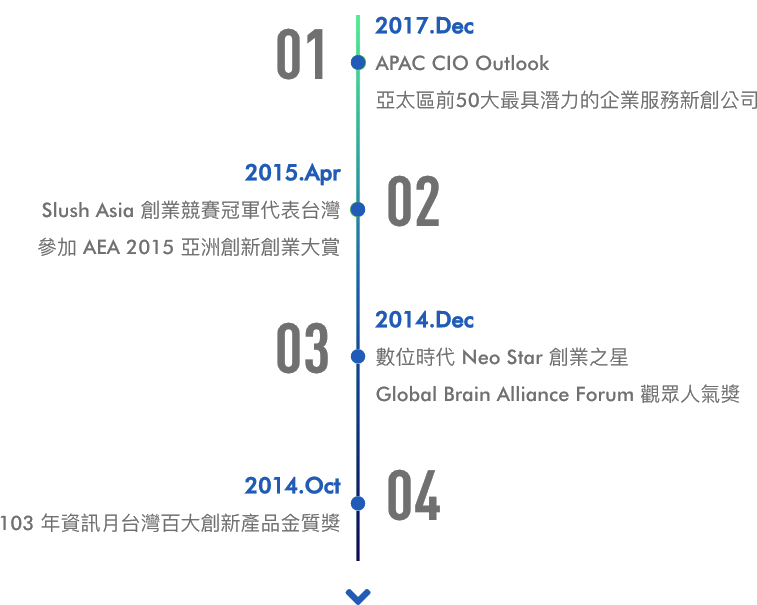 01
2017.Dec
APAC CIO Outlook
亞太區前50大最具潛力的企業服務新創公司
2015.Apr
02
Slush Asia 創業競賽冠軍代表台灣
參加 AEA 2015 亞洲創新創業大賞
03
2014.Dec
數位時代 Neo Star 創業之星
Global Brain Alliance Forum 觀眾人氣獎
2014.Oct
04
103 年資訊月台灣百大創新產品金質獎